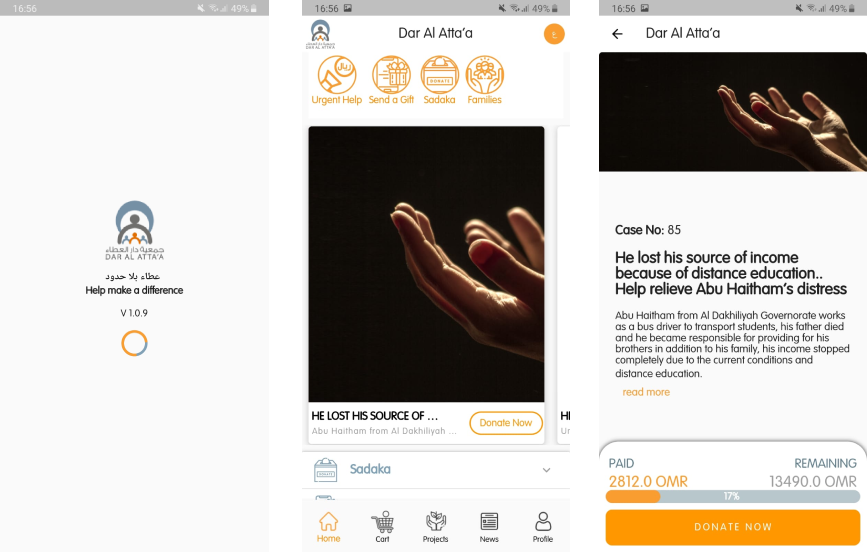 16:56
49%
جمعية دار العطاء
DAR AL ATTA'A
عطاء بلا حدود
Help make a difference
V 1.0.9
16:56
49%
DAR AL ATTA'A
Dar Al Atta'a
ع
ريال
DONATE
Urgent Help
Send a Gift
Sadaka
Families
HE LOST HIS SOURCE OF ...
Abu Haitham from Al Dakhiliyah ...
Donate Now
HE
Ur
DONATE
Sadaka
Home
Cart
Projects
News
Profile
16:56
49%
Dar Al Atta'a
Case No: 85
He lost his source of income
because of distance education..
Help relieve Abu Haitham's distress
Abu Haitham from Al Dakhiliyah Governorate works
as a bus driver to transport students, his father died
and he became responsible for providing for his
brothers in addition to his family, his income stopped
completely due to the current conditions and
distance education.
read more
PAID
REMAINING
2812.0 OMR
13490.0 OMR
17%
DONATE NOW